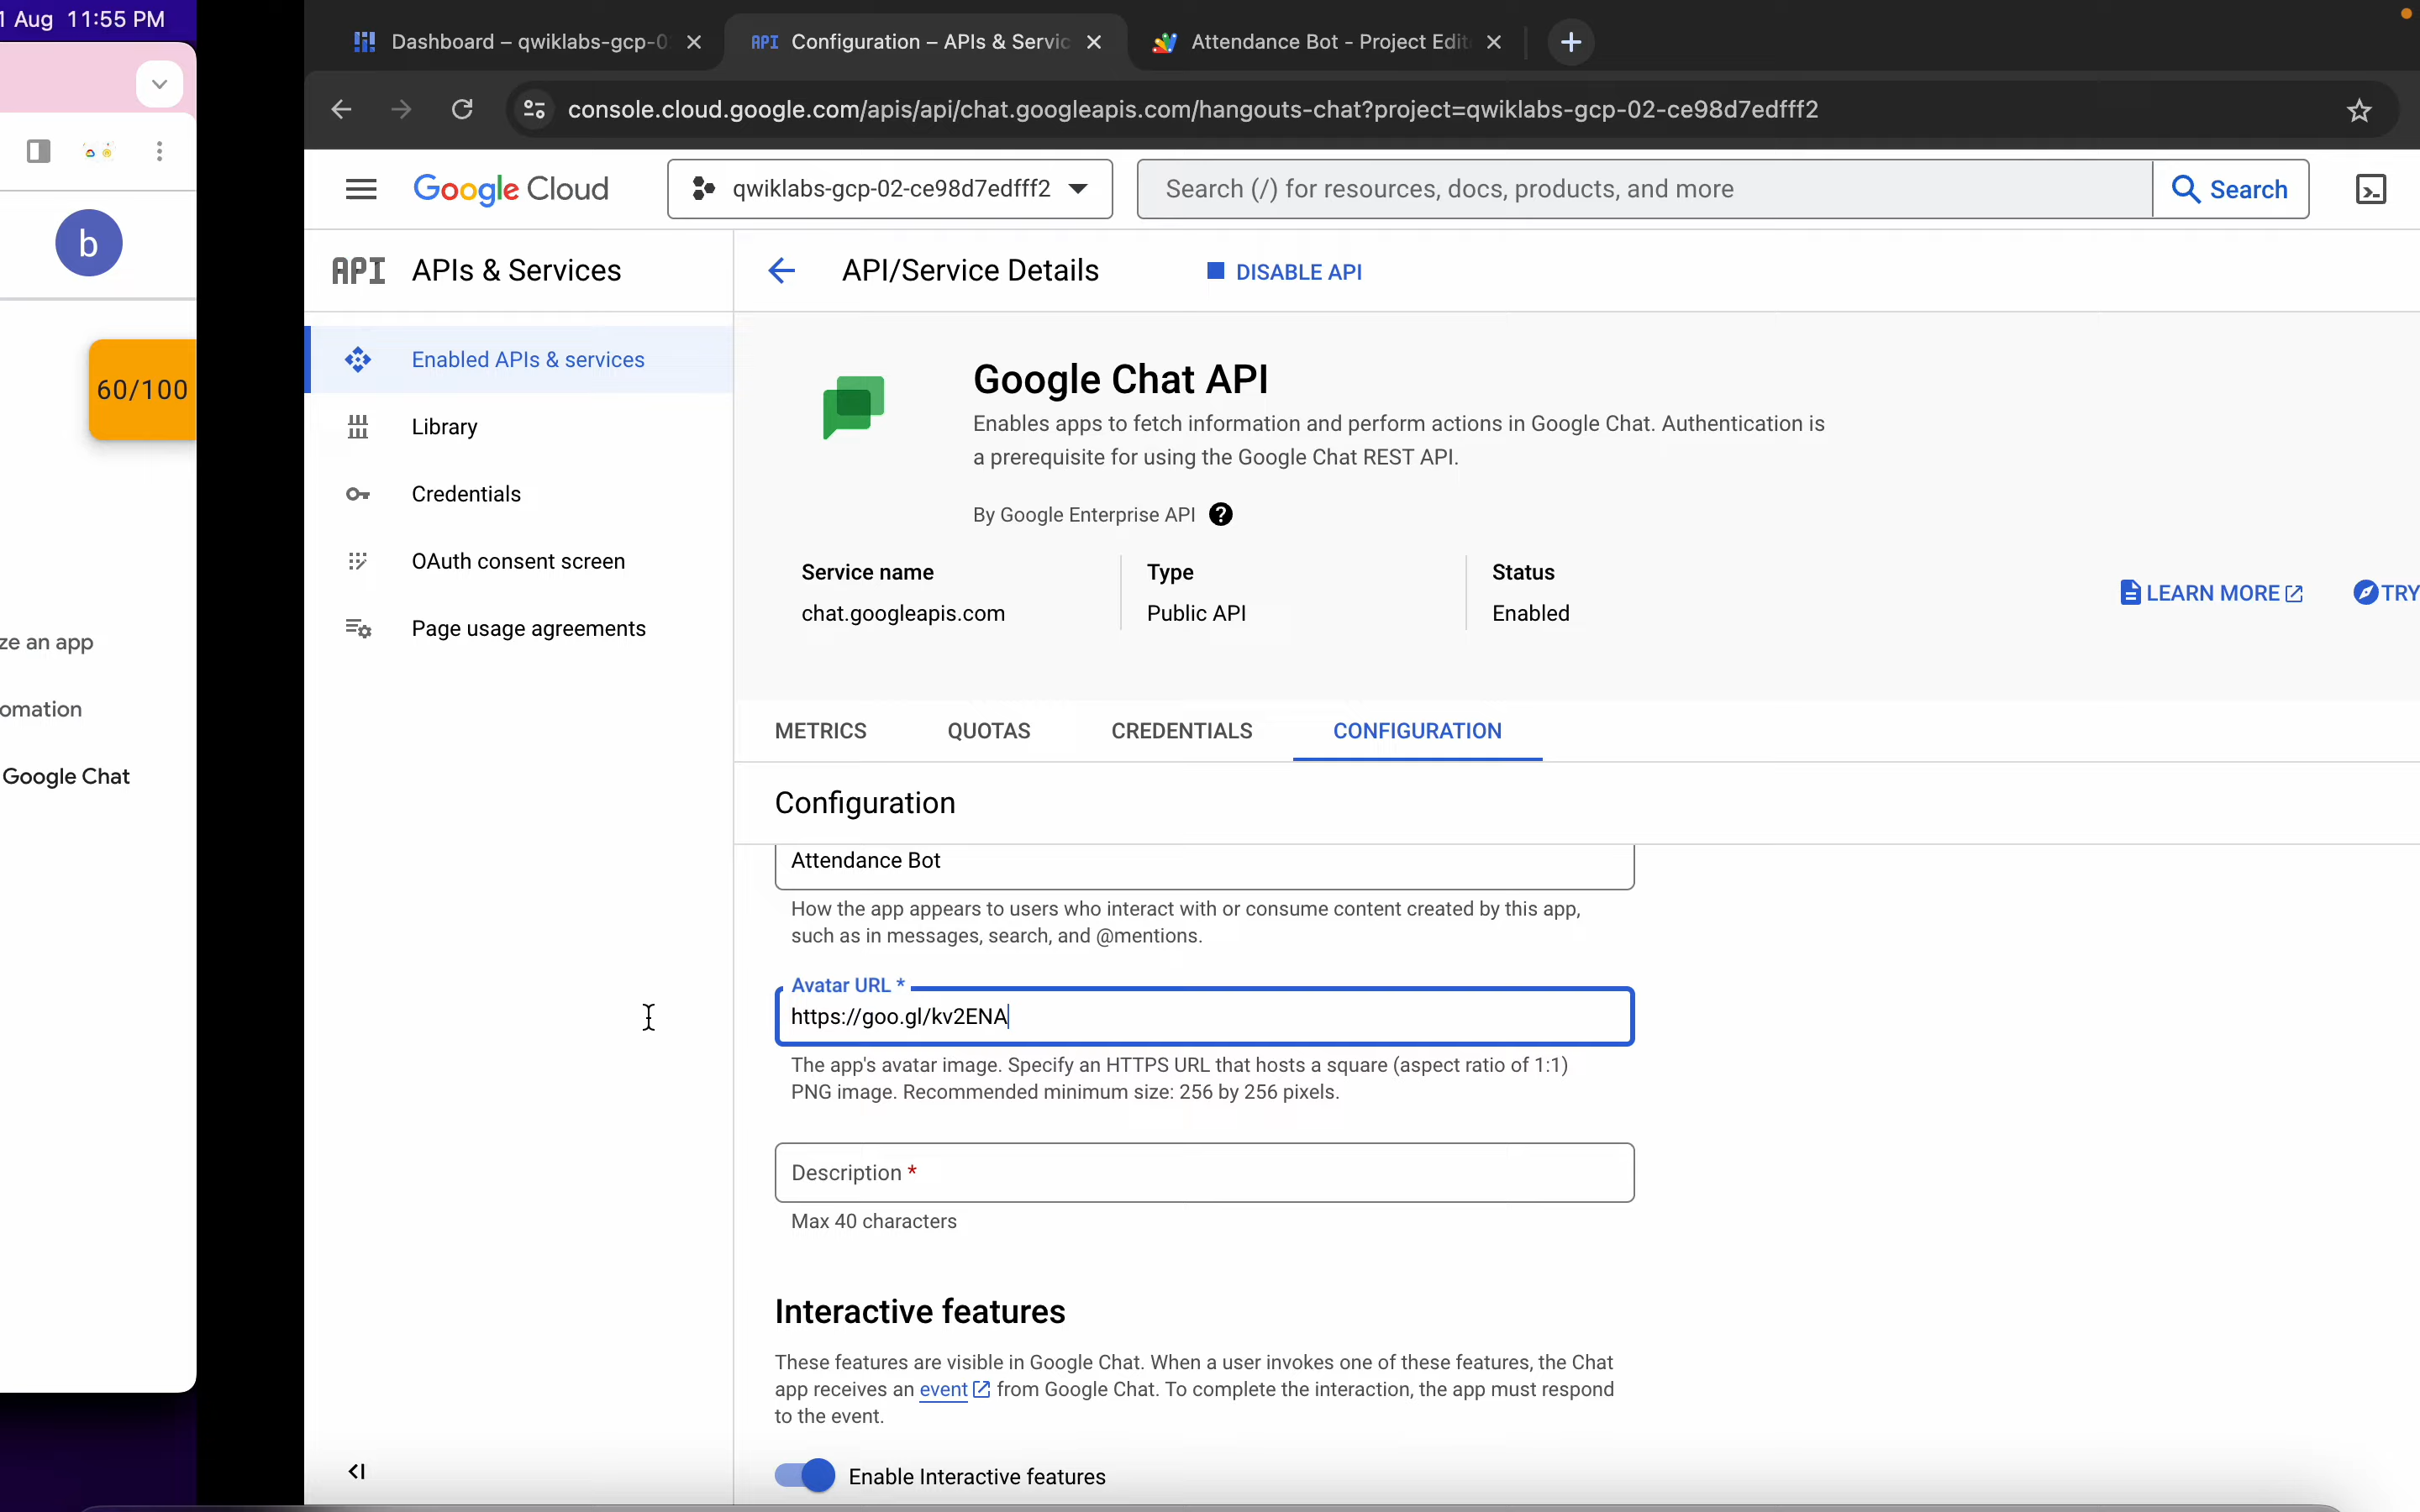 1 Aug 11:55 PM
b
60/100
ze an app
omation
Google Chat
Dashboard – qwiklabs-gcp-0
Configuration – APIs & Servic
Attendance Bot - Project Edit
console.cloud.google.com/apis/api/chat.googleapis.com/hangouts-chat?project=qwiklabs-gcp-02-ce98d7edfff2
Google Cloud
qwiklabs-gcp-02-ce98d7edfff2
Search (/) for resources, docs, products, and more
Search
API APIs & Services
API/Service Details
DISABLE API
Enabled APIs & services
Library
Credentials
OAuth consent screen
Page usage agreements
Google Chat API
Enables apps to fetch information and perform actions in Google Chat. Authentication is
a prerequisite for using the Google Chat REST API.
By Google Enterprise API
Service name
chat.googleapis.com
Type
Public API
Status
Enabled
LEARN MORE
TRY
METRICS
QUOTAS
CREDENTIALS
CONFIGURATION
Configuration
Attendance Bot
How the app appears to users who interact with or consume content created by this app,
such as in messages, search, and @mentions.
Avatar URL *
https://goo.gl/kv2ENA
The app's avatar image. Specify an HTTPS URL that hosts a square (aspect ratio of 1:1)
PNG image. Recommended minimum size: 256 by 256 pixels.
Description *
Max 40 characters
Interactive features
These features are visible in Google Chat. When a user invokes one of these features, the Chat
app receives an event from Google Chat. To complete the interaction, the app must respond
to the event.
Enable Interactive features